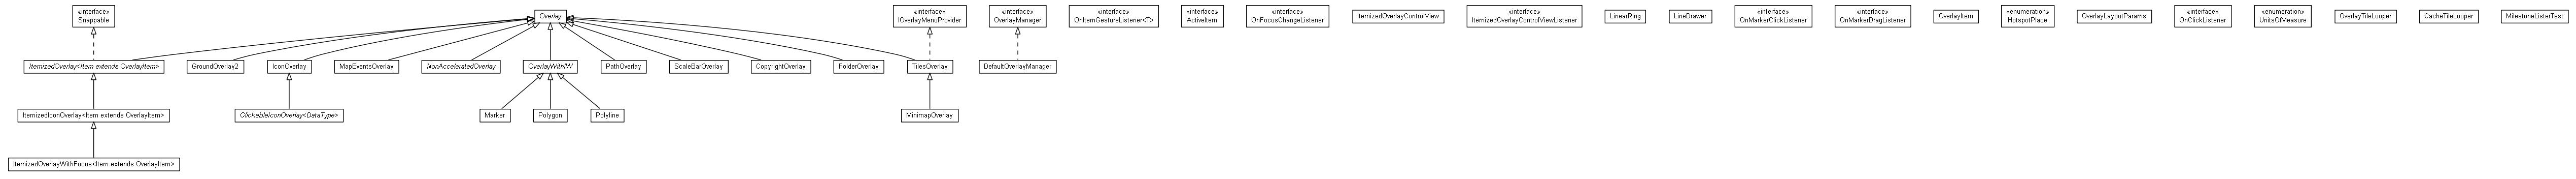 «interface»
Snappable
Overlay
«interface»
IOverlayMenuProvider
«interface»
OverlayManager
«interface»
OnItemGestureListener<T>
«interface»
ActiveItem
«interface»
OnFocusChangeListener
ItemizedOverlayControlView
«interface»
ItemizedOverlayControlViewListener
LinearRing
LineDrawer
«interface»
OnMarkerClickListener
«interface»
OnMarkerDragListener
OverlayItem
«enumeration»
HotspotPlace
OverlayLayoutParams
«interface»
OnClickListener
«enumeration»
UnitsOfMeasure
OverlayTileLooper
CacheTileLooper
MilestoneListerTest
ItemizedOverlay<Item extends OverlayItem>
GroundOverlay2
IconOverlay
MapEventsOverlay
NonAcceleratedOverlay
OverlayWithIW
PathOverlay
ScaleBarOverlay
CopyrightOverlay
FolderOverlay
TilesOverlay
DefaultOverlayManager
ItemizedIconOverlay<Item extends OverlayItem>
ClickableIconOverlay<DataType>
Marker
Polygon
Polyline
MinimapOverlay
ItemizedOverlayWithFocus<Item extends OverlayItem>